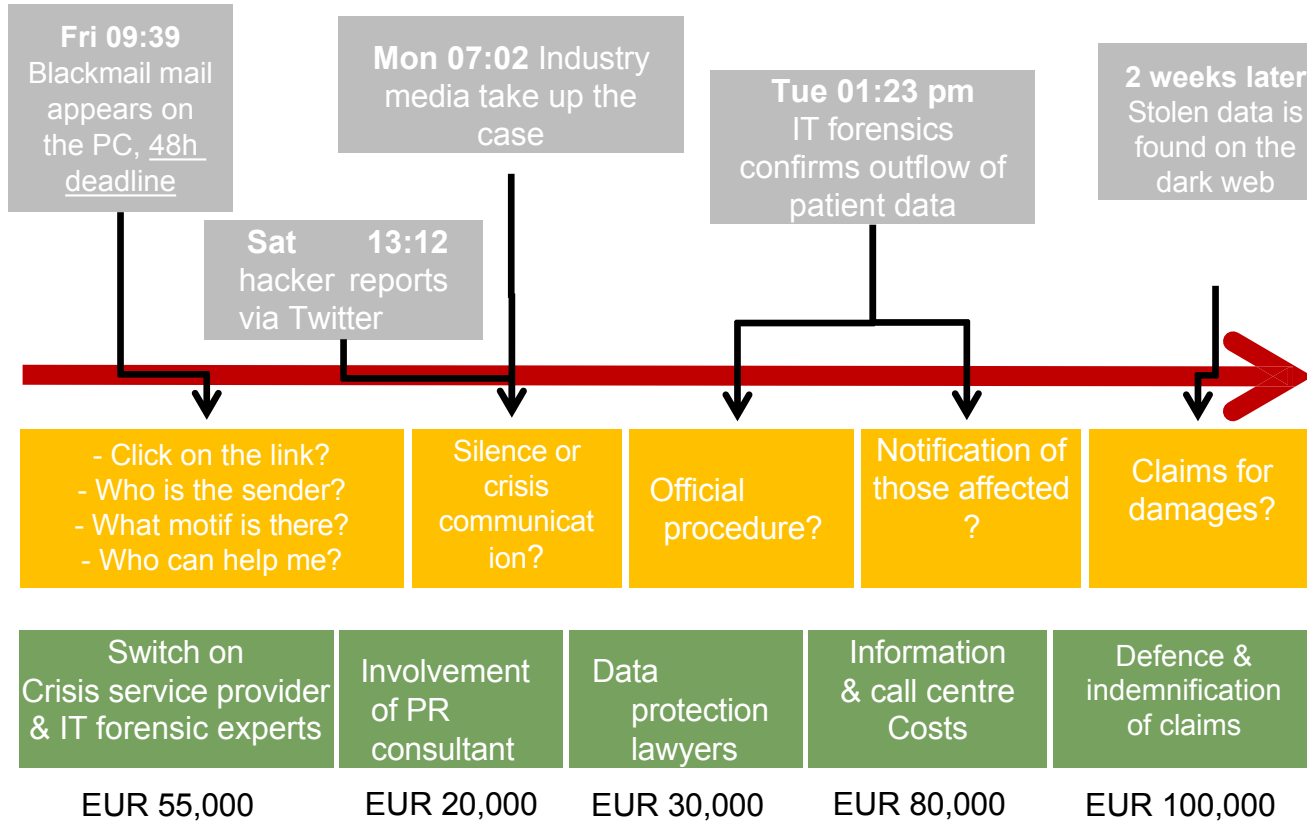 Fri 09:39
Blackmail mail
appears on
the PC, 48h
deadline
Sat 13:12
hacker reports
via Twitter
Mon 07:02 Industry
media take up the
case
Tue 01:23 pm
IT forensics
confirms outflow of
patient data
2 weeks later
Stolen data is
found on the
dark web
- Click on the link?
- Who is the sender?
- What motif is there?
- Who can help me?
Silence or
crisis
communicat
ion?
Official
procedure?
Notification of
those affected
?
Claims for
damages?
Switch on
Crisis service provider
& IT forensic experts
Involvement
of PR
consultant
Data
protection
lawyers
Information
& call centre
Costs
Defence &
indemnification
of claims
EUR 55,000
EUR 20,000
EUR 30,000
EUR 80,000
EUR 100,000